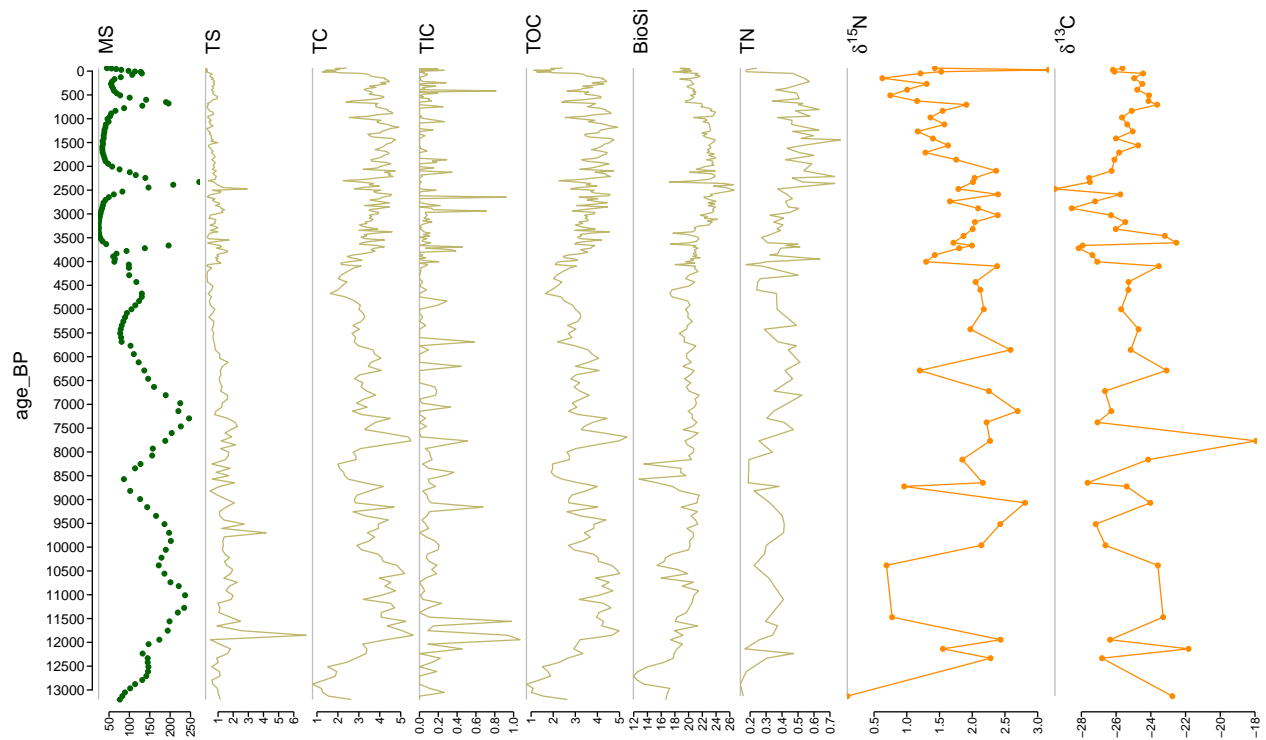 MS
TS
TC
TIC
TOC
BioSi
TN
δ15N
δ13C
age_BP
0
500
1000
1500
2000
2500
3000
3500
4000
4500
5000
5500
6000
6500
7000
7500
8000
8500
9000
9500
10000
10500
11000
11500
12000
12500
13000
50 100 150 200 250
1 2 3 4 5 6
1 2 3 4 5
0.0 0.2 0.4 0.6 0.8 1.0
1 2 3 4 5
12 14 16 18 20 22 24 26
0.2 0.3 0.4 0.5 0.6 0.7
0.5 1.0 1.5 2.0 2.5 3.0
−28 −26 −24 −22 −20 −18